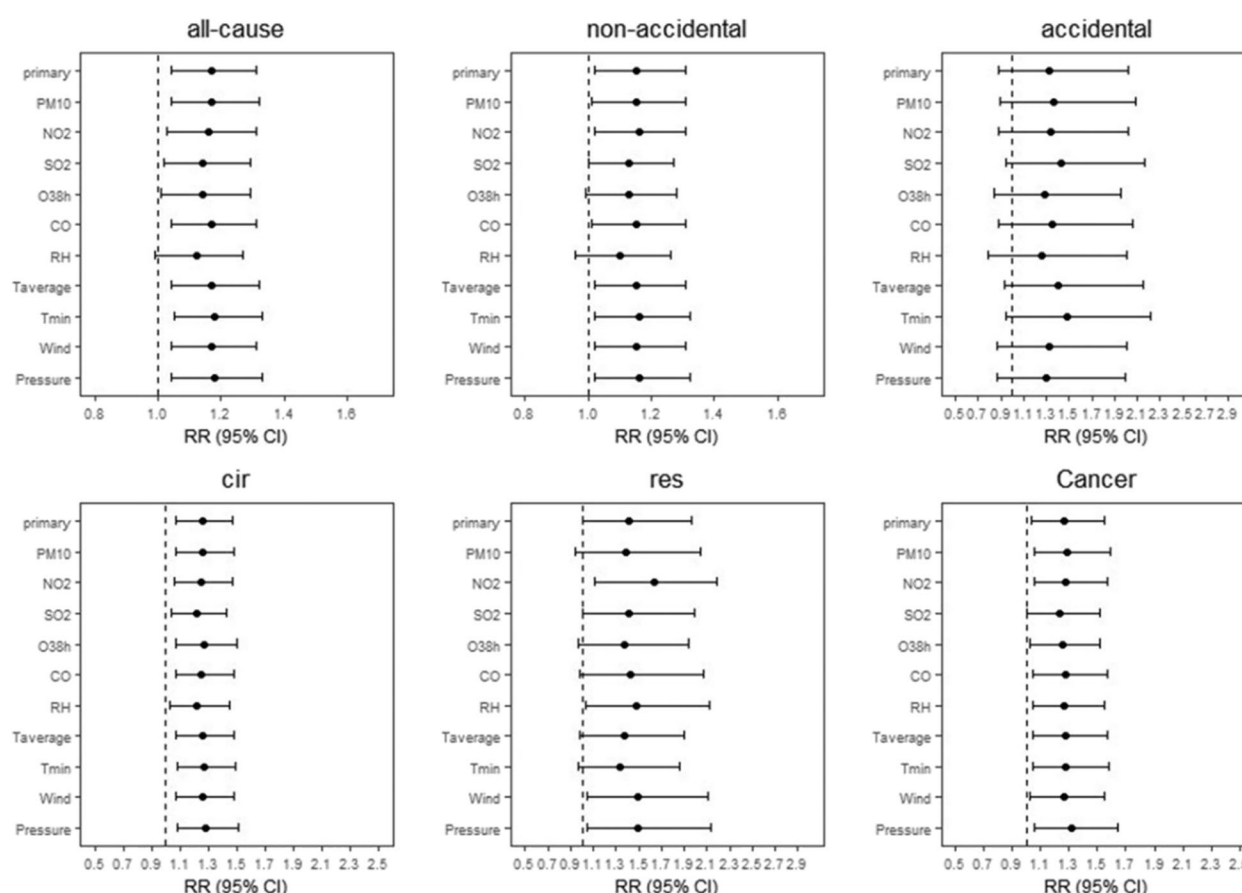 all-cause
primary
PM10
NO2
SO2
O38h
CO
RH
Taverage
Tmin
Wind
Pressure
0.8 1.0 1.2 1.4 1.6
RR (95% CI)
non-accidental
primary
PM10
NO2
SO2
O38h
CO
RH
Taverage
Tmin
Wind
Pressure
0.8 1.0 1.2 1.4 1.6
RR (95% CI)
accidental
primary
PM10
NO2
SO2
O38h
CO
RH
Taverage
Tmin
Wind
Pressure
0.5 0.7 0.9 1.1 1.3 1.5 1.7 1.9 2.1 2.3 2.5 2.7 2.9
RR (95% CI)
cir
primary
PM10
NO2
SO2
O38h
CO
RH
Taverage
Tmin
Wind
Pressure
0.5 0.7 0.9 1.1 1.3 1.5 1.7 1.9 2.1 2.3 2.5
RR (95% CI)
res
primary
PM10
NO2
SO2
O38h
CO
RH
Taverage
Tmin
Wind
Pressure
0.5 0.7 0.9 1.1 1.3 1.5 1.7 1.9 2.1 2.3 2.5 2.7 2.9
RR (95% CI)
Cancer
primary
PM10
NO2
SO2
O38h
CO
RH
Taverage
Tmin
Wind
Pressure
0.5 0.7 0.9 1.1 1.3 1.5 1.7 1.9 2.1 2.3
RR (95% CI)